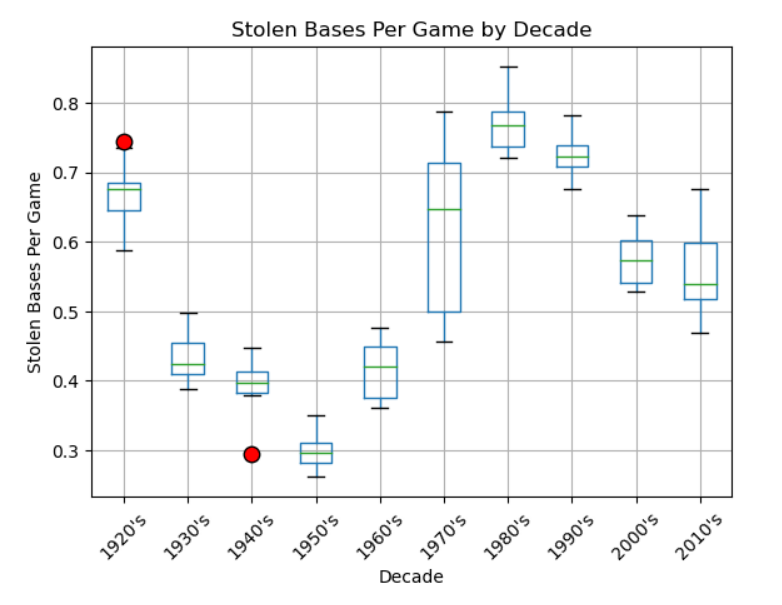 Stolen Bases Per Game by Decade
Stolen Bases Per Game
0.8
0.7
0.6
0.5
0.4
0.3
1920's
1930's
1940's
1950's
1960's
1970's
1980's
1990's
2000's
2010's
Decade